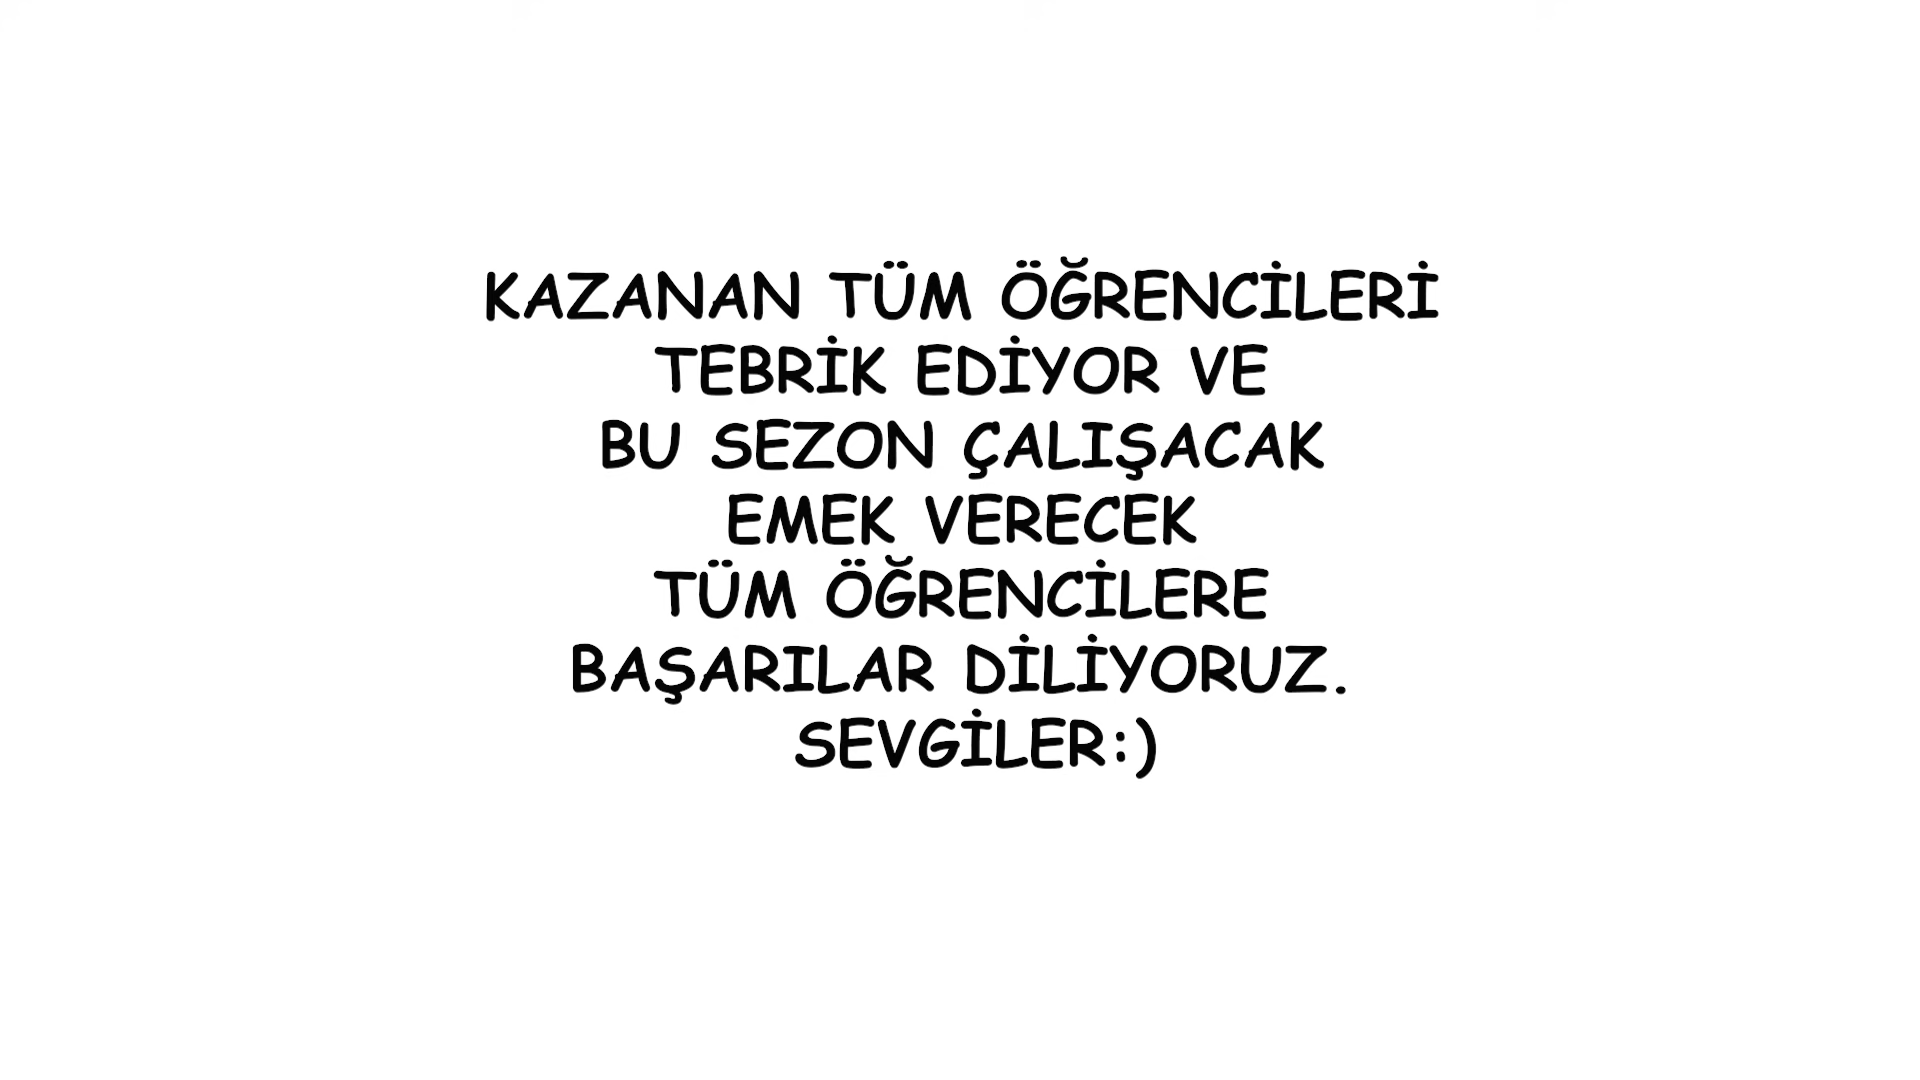 KAZANAN TÜM ÖĞRENCİLERİ
TEBRİK EDİYOR VE
BU SEZON ÇALIŞACAK
EMEK VERECEK
TÜM ÖĞRENCİLERE
BAŞARILAR DİLİYORUZ.
SEVGİLER:)